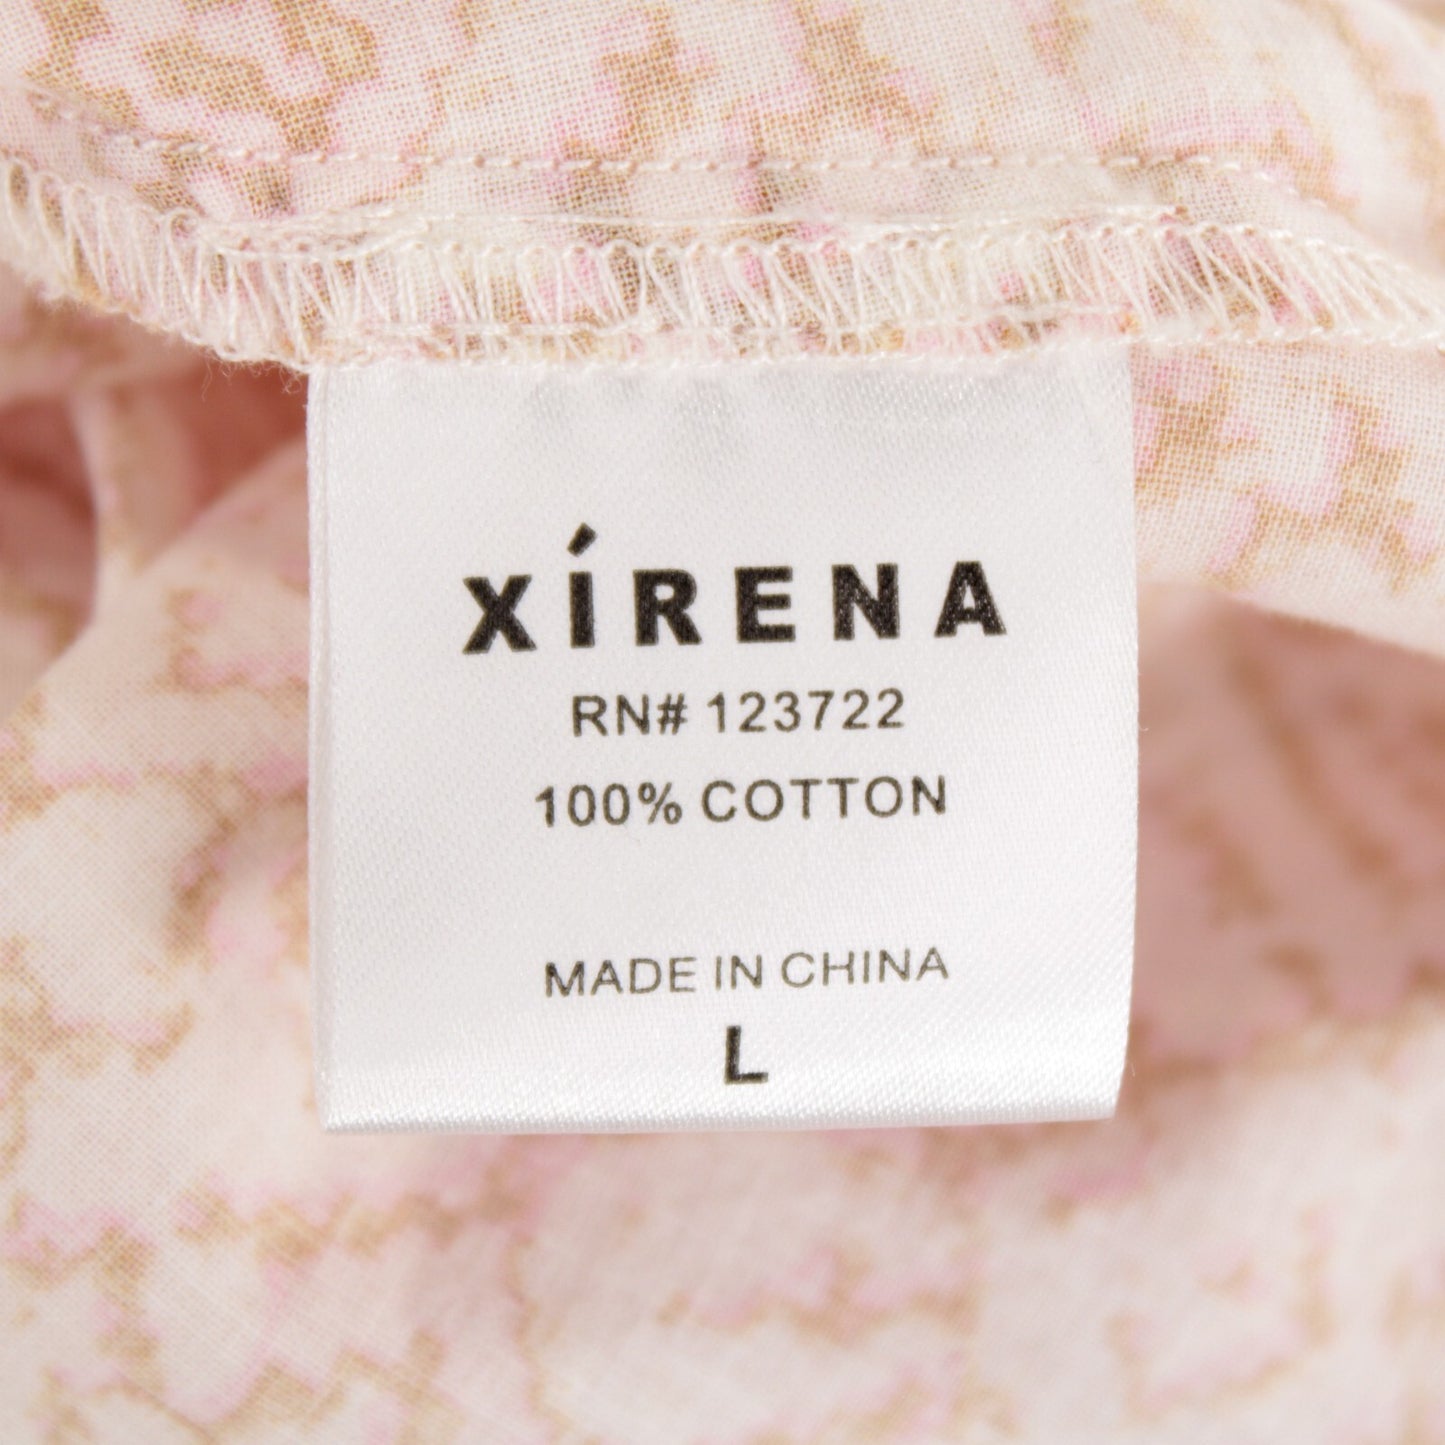 XÍRENA
RN# 123722
100% COTTON
MADE IN CHINA
L